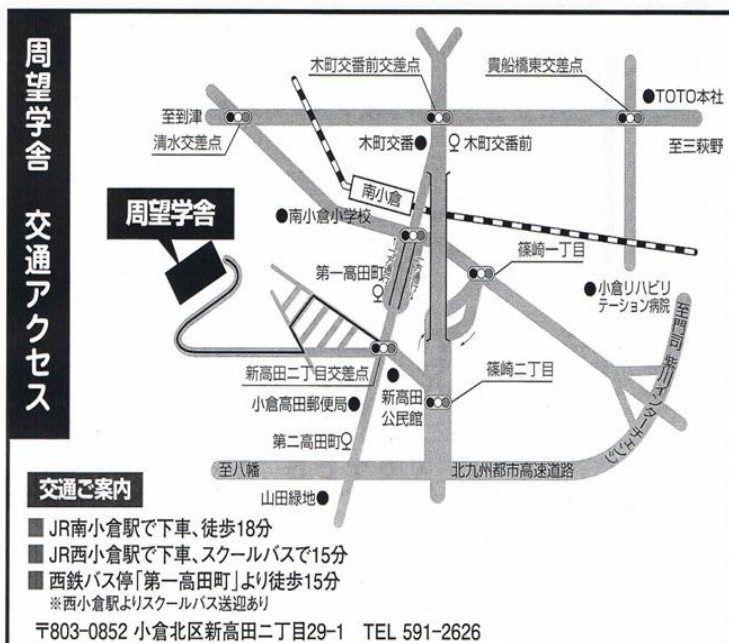 周望学舎 交通アクセス
木町交番前交差点
貴船橋東交差点
TOTO本社
至到津
清水交差点
木町交番
木町交番前
至三萩野
南小倉
周望学舎
南小倉小学校
篠崎一丁目
第一高田町
小倉リハビリ
テーション病院
至門司
紫川インターチェンジ
新高田二丁目交差点
篠崎二丁目
小倉高田郵便局
新高田
公民館
第二高田町
至八幡
北九州都市高速道路
山田緑地
交通ご案内
JR南小倉駅で下車、徒歩18分
JR西小倉駅で下車、スクールバスで15分
西鉄バス停「第一高田町」より徒歩15分
※西小倉駅よりスクールバス送迎あり
〒803-0852 小倉北区新高田二丁目29-1 TEL 591-2626